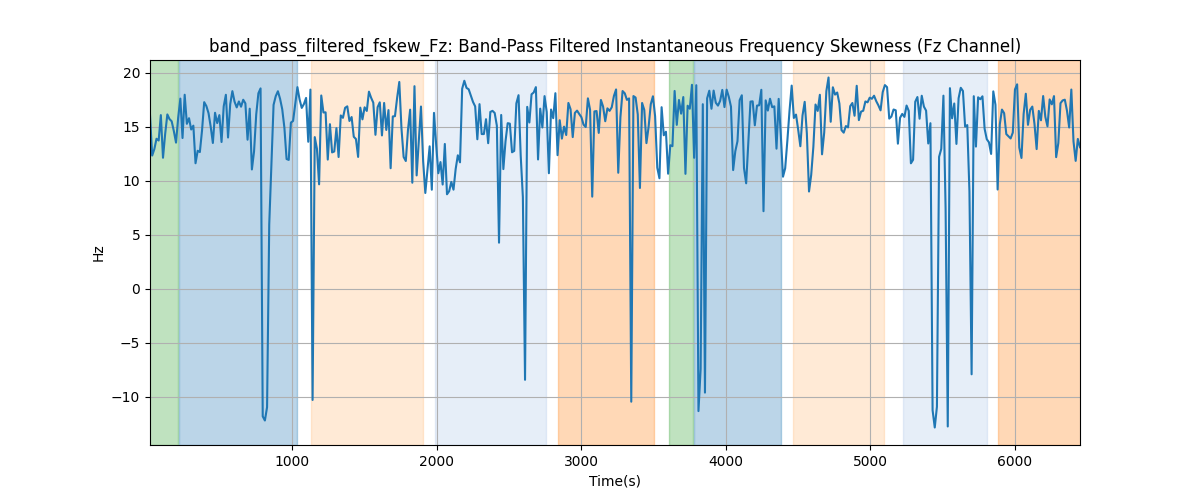 band_pass_filtered_fskew_Fz: Band-Pass Filtered Instantaneous Frequency Skewness (Fz Channel)
20
15
10
5
0
−5
−10
Hz
1000 2000 3000 4000 5000 6000
Time(s)